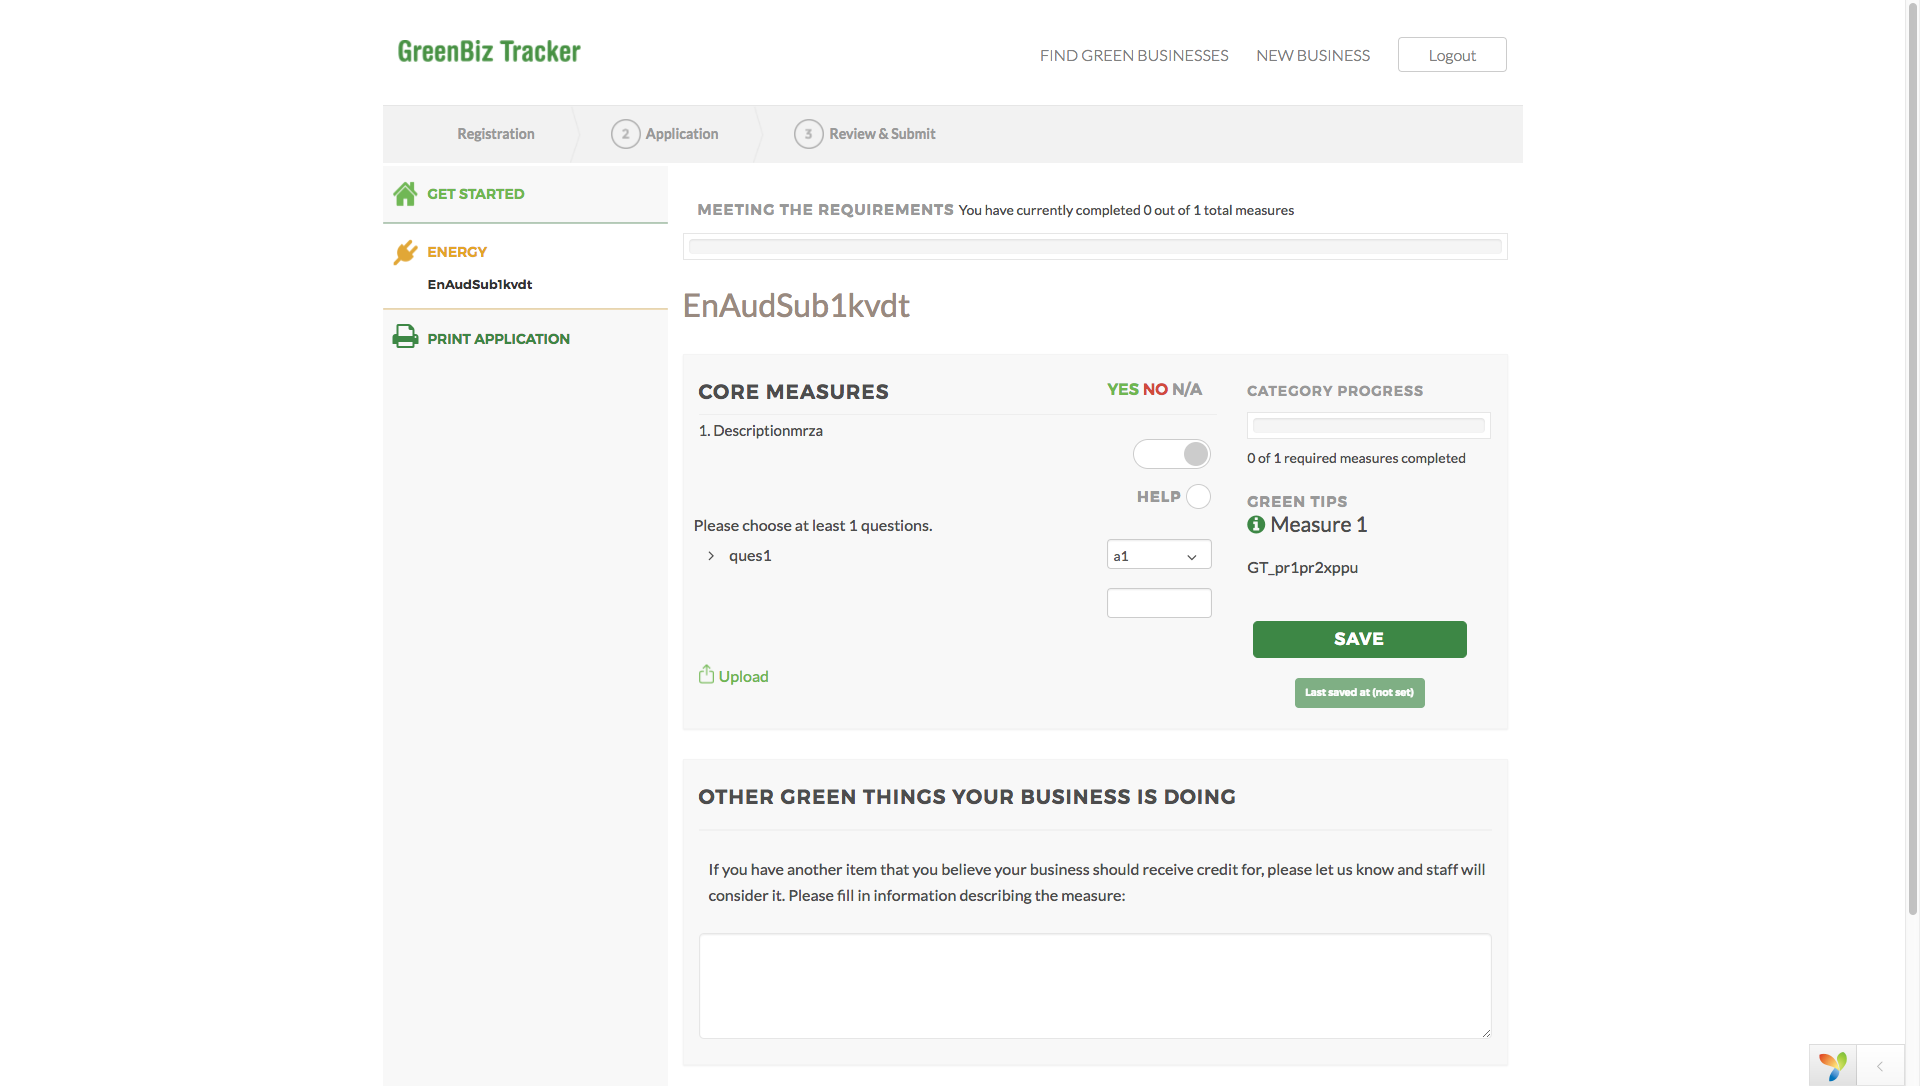 GreenBiz Tracker
FIND GREEN BUSINESSES
NEW BUSINESS
Logout
Registration
2 Application
3 Review & Submit
GET STARTED
ENERGY
EnAudSub1kvdt
PRINT APPLICATION
MEETING THE REQUIREMENTS You have currently completed 0 out of 1 total measures
EnAudSub1kvdt
CORE MEASURES
YES NO N/A
1. Descriptionmrza
HELP
Please choose at least 1 questions.
ques1
a1
Upload
CATEGORY PROGRESS
0 of 1 required measures completed
GREEN TIPS
Measure 1
GT_pr1pr2xppu
SAVE
Last saved at (not set)
OTHER GREEN THINGS YOUR BUSINESS IS DOING
If you have another item that you believe your business should receive credit for, please let us know and staff will
consider it. Please fill in information describing the measure: